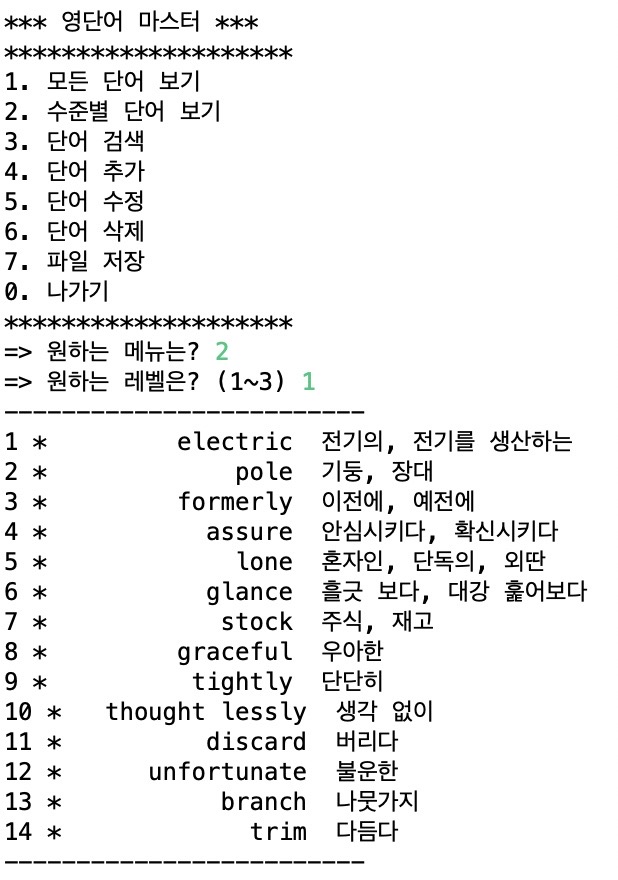 *** 영단어 마스터 ***
********************
1. 모든 단어 보기
2. 수준별 단어 보기
3. 단어 검색
4. 단어 추가
5. 단어 수정
6. 단어 삭제
7. 파일 저장
0. 나가기
********************
=> 원하는 메뉴는? 2
=> 원하는 레벨은? (1~3) 1
-------------------------
1 *         electric  전기의, 전기를 생산하는
2 *             pole  기둥, 장대
3 *         formerly  이전에, 예전에
4 *           assure  안심시키다, 확신시키다
5 *             lone  혼자인, 단독의, 외딴
6 *           glance  흘긋 보다, 대강 훑어보다
7 *            stock  주식, 재고
8 *         graceful  우아한
9 *          tightly  단단히
10 *   thought lessly  생각 없이
11 *          discard  버리다
12 *      unfortunate  불운한
13 *           branch  나뭇가지
14 *             trim  다듬다
-------------------------